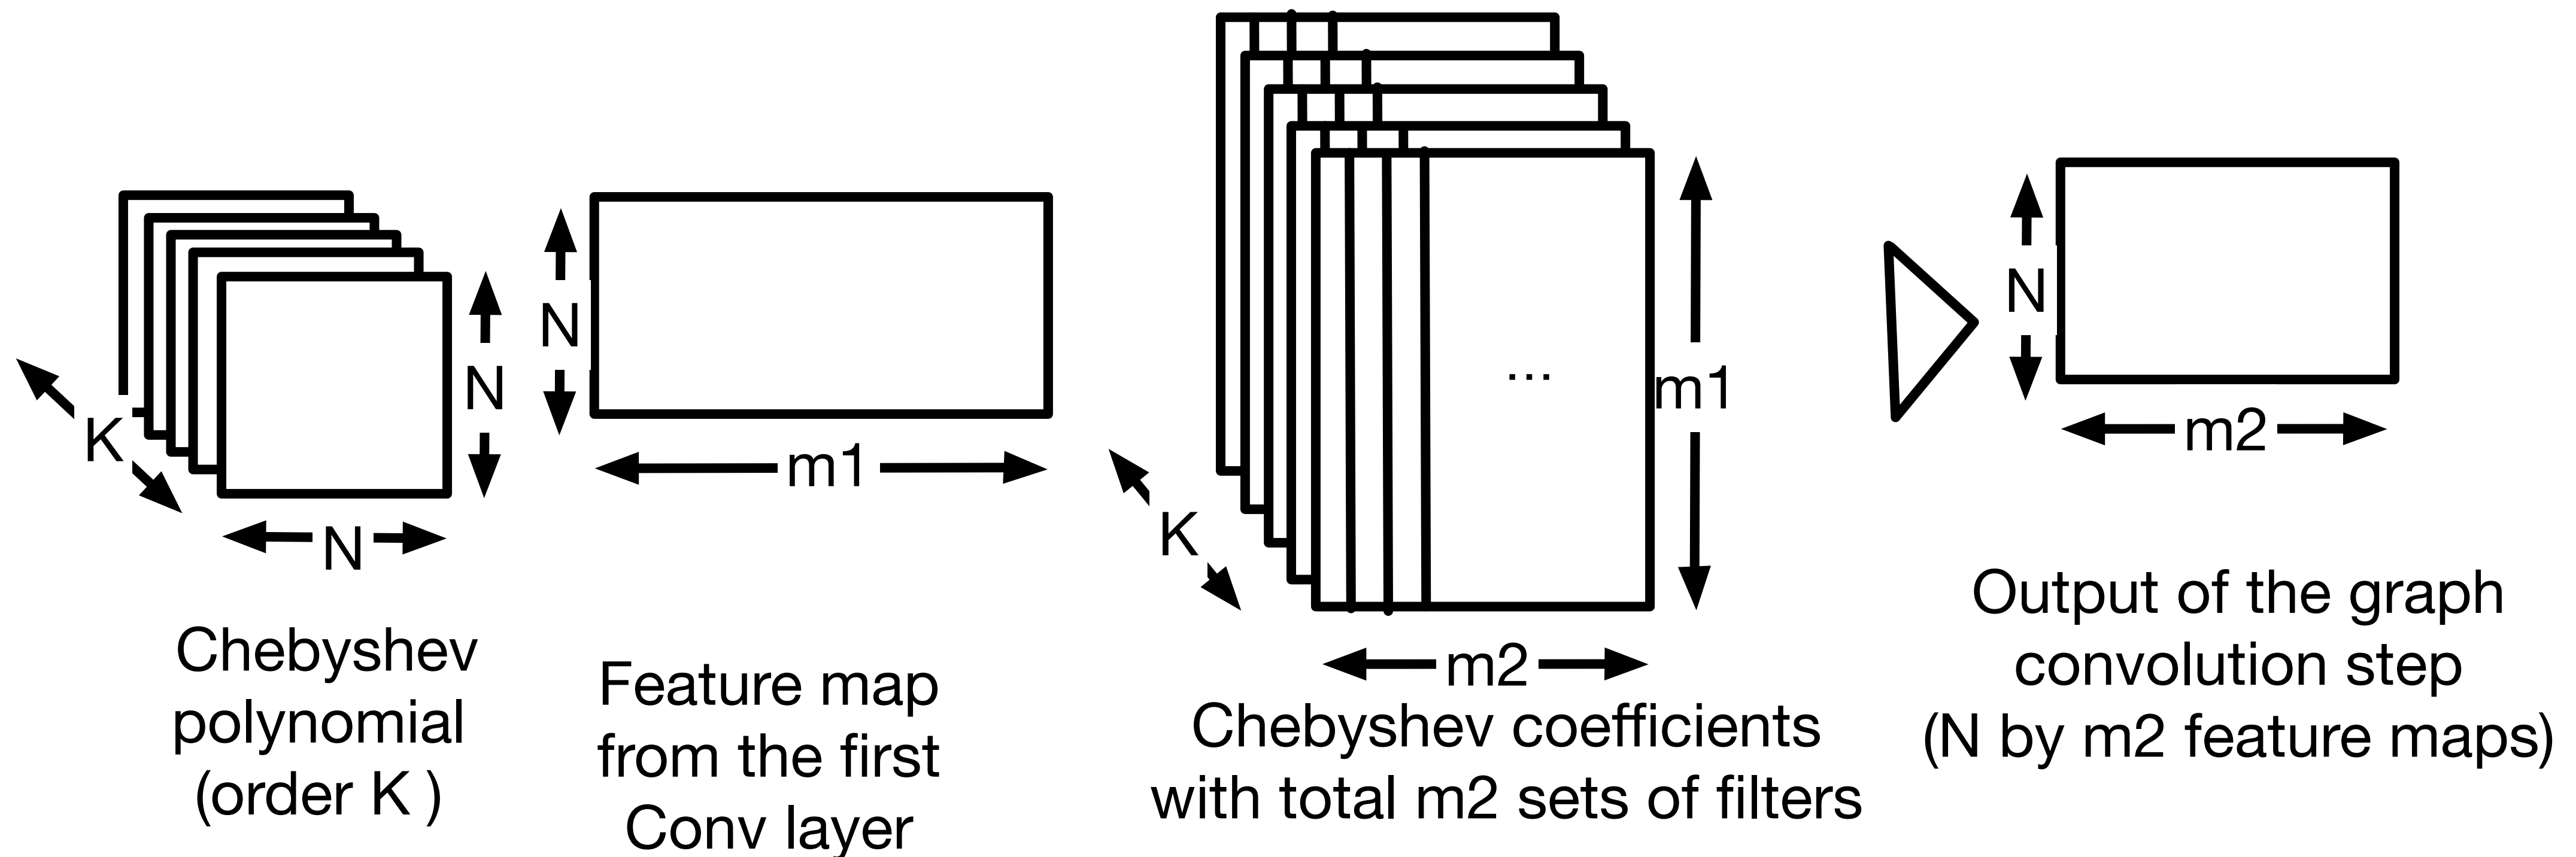 K
N
N
Chebyshev
polynomial
(order K )
N
m1
Feature map
from the first
Conv layer
K
...
m1
m2
Chebyshev coefficients
with total m2 sets of filters
N
m2
Output of the graph
convolution step
(N by m2 feature maps)